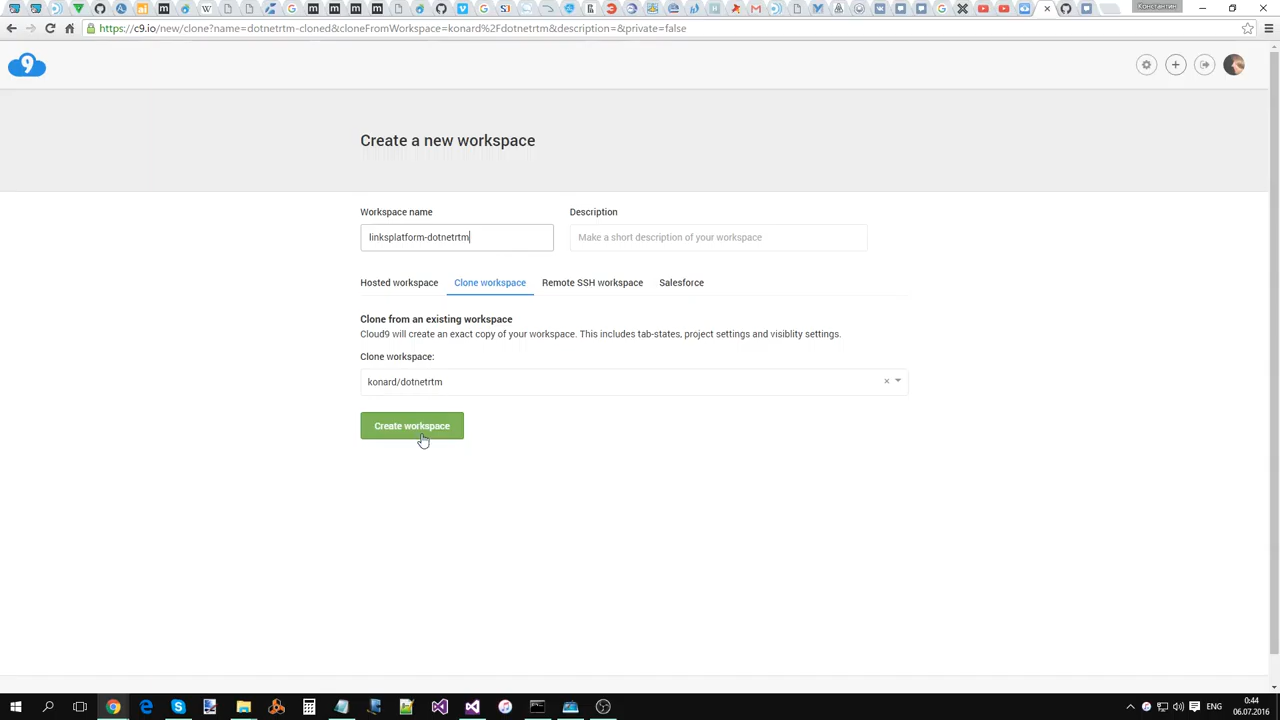 Константин
https://c9.io/new/clone?name=dotnetrtm-cloned&cloneFromWorkspace=konard%2Fdotnetrtm&description=&private=false
9
Create a new workspace
Workspace name
Description
linksplatform-dotnetrtm
Make a short description of your workspace
Hosted workspace
Clone workspace
Remote SSH workspace
Salesforce
Clone from an existing workspace
Cloud9 will create an exact copy of your workspace. This includes tab-states, project settings and visiblity settings.
Clone workspace:
konard/dotnetrtm
Create workspace
ENG
0:44
06.07.2016